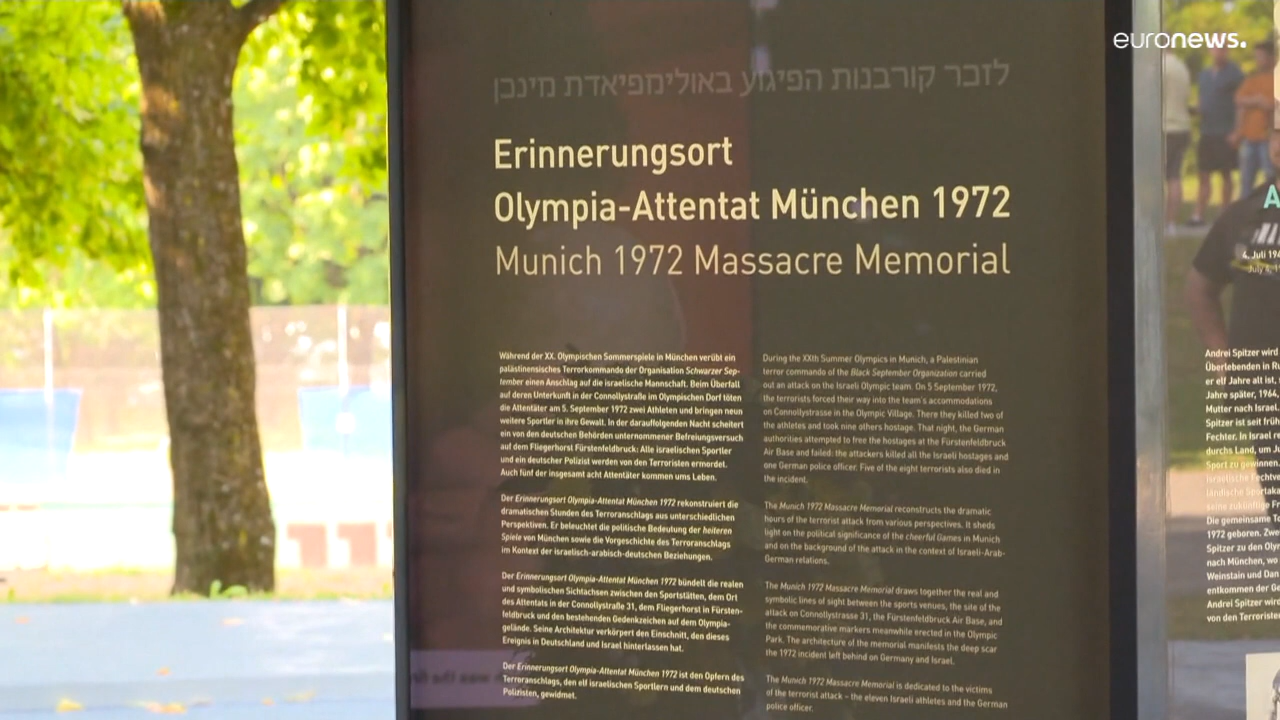 euronews.
לזכר קורבנות הפיגוע באולימפיאדת מינכן
Erinnerungsort
Olympia-Attentat München 1972
Munich 1972 Massacre Memorial
Während der XX. Olympischen Sommerspiele in München verübt ein
palästinensisches Terrorkommando der Organisation Schwarzer Sep-
tember einen Anschlag auf die israelische Mannschaft. Beim Überfall
auf deren Unterkunft in der Connollystraße im Olympischen Dorf töten
die Attentäter am 5. September 1972 zwei Athleten und bringen neun
weitere Sportler in ihre Gewalt. In der darauffolgenden Nacht scheitert
ein von den deutschen Behörden unternommener Befreiungsversuch
auf dem Fliegerhorst Fürstenfeldbruck: Alle israelischen Sportler
und ein deutscher Polizist werden von den Terroristen ermordet.
Auch fünf der insgesamt acht Attentäter kommen ums Leben.
Der Erinnerungsort Olympia-Attentat München 1972 rekonstruiert die
dramatischen Stunden des Terroranschlags aus unterschiedlichen
Perspektiven. Er beleuchtet die politische Bedeutung der heiteren
Spiele von München sowie die Vorgeschichte des Terroranschlags
im Kontext der israelisch-arabisch-deutschen Beziehungen.
Der Erinnerungsort Olympia-Attentat München 1972 bündelt die realen
und symbolischen Sichtachsen zwischen den Sportstätten, dem Ort
des Attentats in der Connollystraße 31, dem Fliegerhorst in Fürsten-
feldbruck und den bestehenden Gedenkzeichen auf dem Olympia-
gelände. Seine Architektur verkörpert den Einschnitt, den dieses
Ereignis in Deutschland und Israel hinterlassen hat.
Der Erinnerungsort Olympia-Attentat München 1972 ist den Opfern des
Terroranschlags, den elf israelischen Sportlern und dem deutschen
Polizisten, gewidmet.
During the XXth Summer Olympics in Munich, a Palestinian
terror commando of the Black September Organization carried
out an attack on the Israeli Olympic team. On 5 September 1972,
the terrorists forced their way into the team's accommodations
on Connollystrasse in the Olympic Village. There they killed two of
the athletes and took nine others hostage. That night, the German
authorities attempted to free the hostages at the Fürstenfeldbruck
Air Base and failed: the attackers killed all the Israeli hostages and
one German police officer. Five of the eight terrorists also died in
the incident.
The Munich 1972 Massacre Memorial reconstructs the dramatic
hours of the terrorist attack from various perspectives. It sheds
light on the political significance of the cheerful Games in Munich
and on the background of the attack in the context of Israeli-Arab-
German relations.
The Munich 1972 Massacre Memorial draws together the real and
symbolic lines of sight between the sports venues, the site of the
attack on Connollystrasse 31, the Fürstenfeldbruck Air Base, and
the commemorative markers meanwhile erected in the Olympic
Park. The architecture of the memorial manifests the deep scar
the 1972 incident left behind on Germany and Israel.
The Munich 1972 Massacre Memorial is dedicated to the victims
of the terrorist attack – the eleven Israeli athletes and the German
police officer.
A
4. Juli 194
July 4, 1
Andrei Spitzer wird
Überlebenden in Ru
er elf Jahre alt ist,
Jahre später, 1964,
Mutter nach Israel.
Spitzer ist seit früh
Fechter. In Israel re
durchs Land, um Ju
Sport zu gewinnen.
israelische Fechtve
ländische Sportaka
seine zukünftige Fr
Die gemeinsame To
1972 geboren. Zwe
Spitzer zu den Olym
nach München, wo
Weinstein und Dan
entkommen der Ge
Andrei Spitzer wird
von den Terroristen